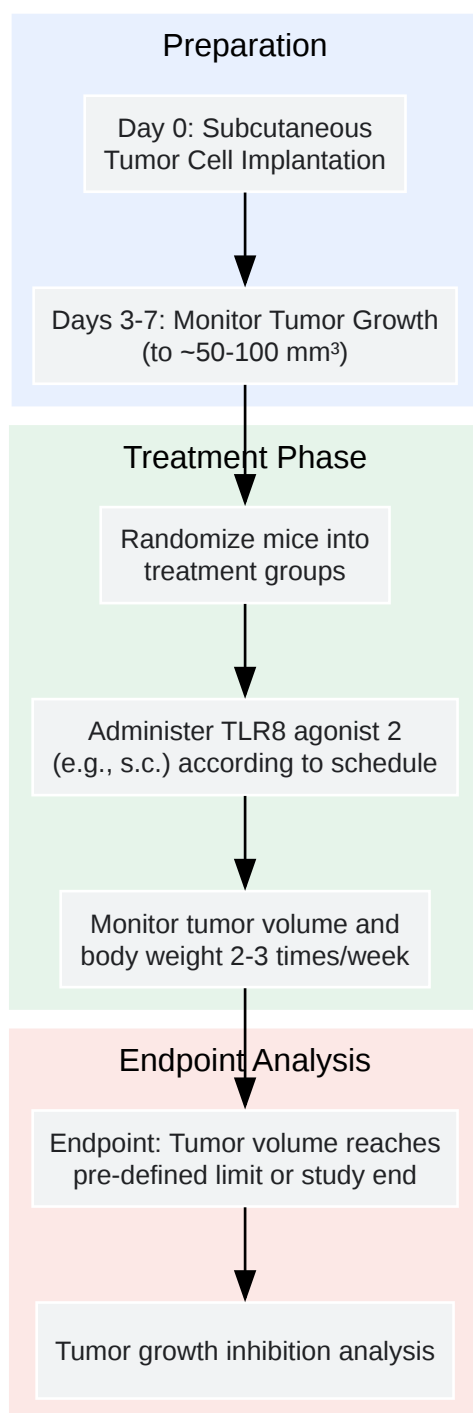 Preparation
Day 0: Subcutaneous
Tumor Cell Implantation
Days 3-7: Monitor Tumor Growth
(to ~50-100 mm³)
Treatment Phase
Randomize mice into
treatment groups
Administer TLR8 agonist 2
(e.g., s.c.) according to schedule
Monitor tumor volume and
body weight 2-3 times/week
Endpoint Analysis
Endpoint: Tumor volume reaches
pre-defined limit or study end
Tumor growth inhibition analysis